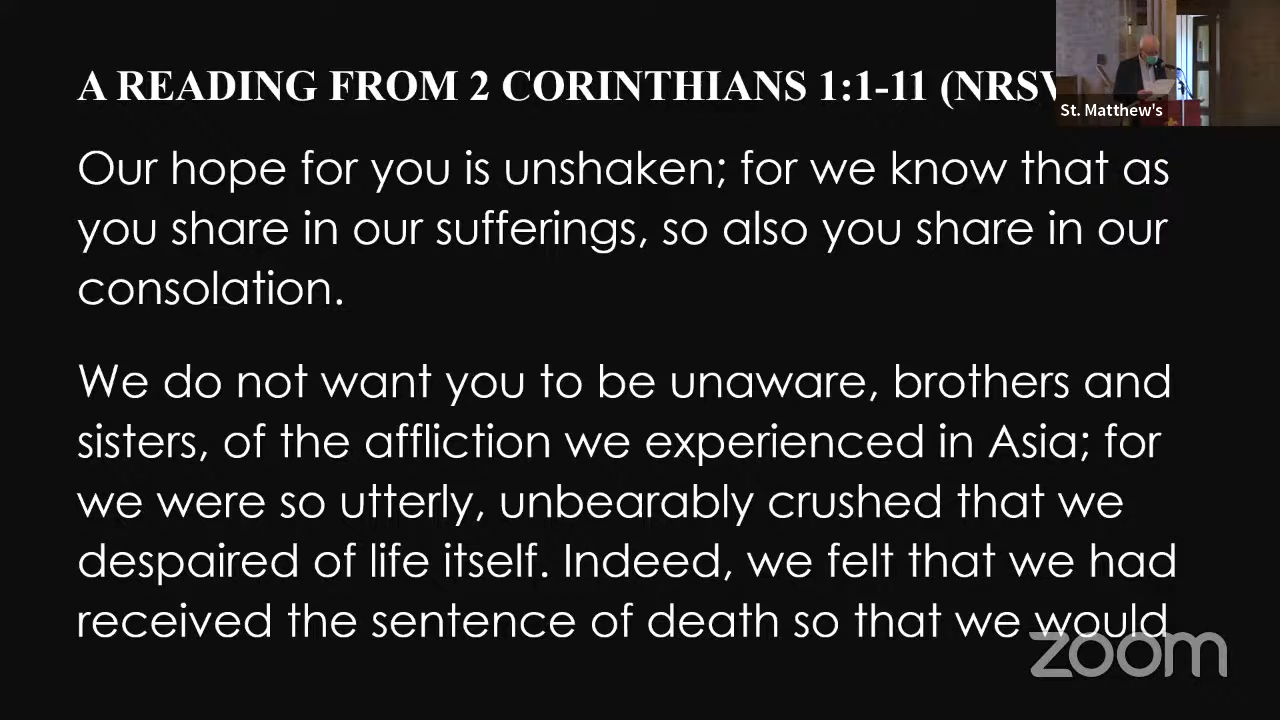 A READING FROM 2 CORINTHIANS 1:1-11 (NRSV
St. Matthew's
Our hope for you is unshaken; for we know that as
you share in our sufferings, so also you share in our
consolation.
We do not want you to be unaware, brothers and
sisters, of the affliction we experienced in Asia; for
we were so utterly, unbearably crushed that we
despaired of life itself. Indeed, we felt that we had
received the sentence of death so that we would
zoom